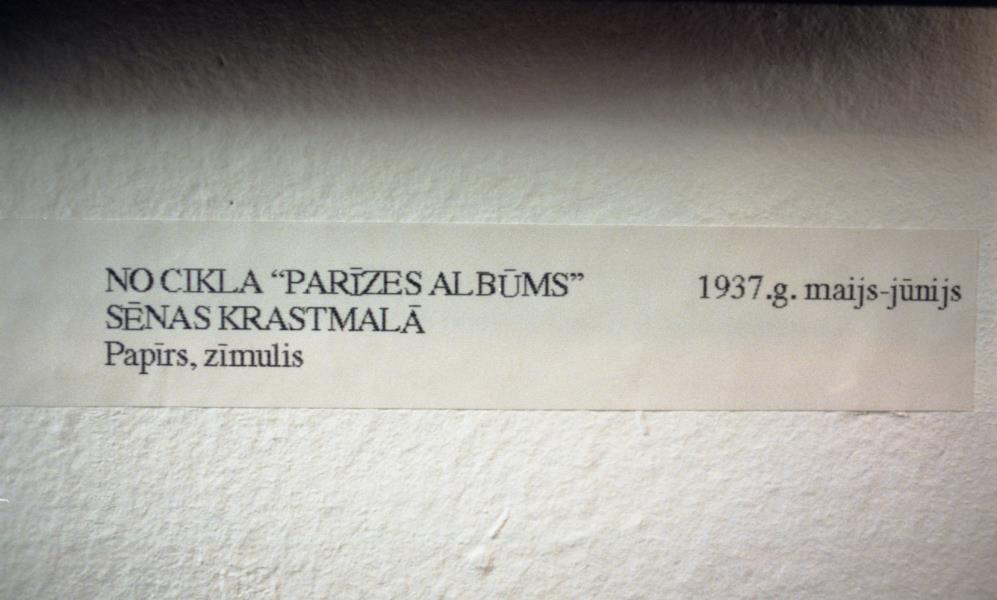 NO CIKLA “PARĪZES ALBŪMS” 1937.g. maijs-jūnijs
SĒNAS KRASTMALĀ
Papīrs, zīmulis